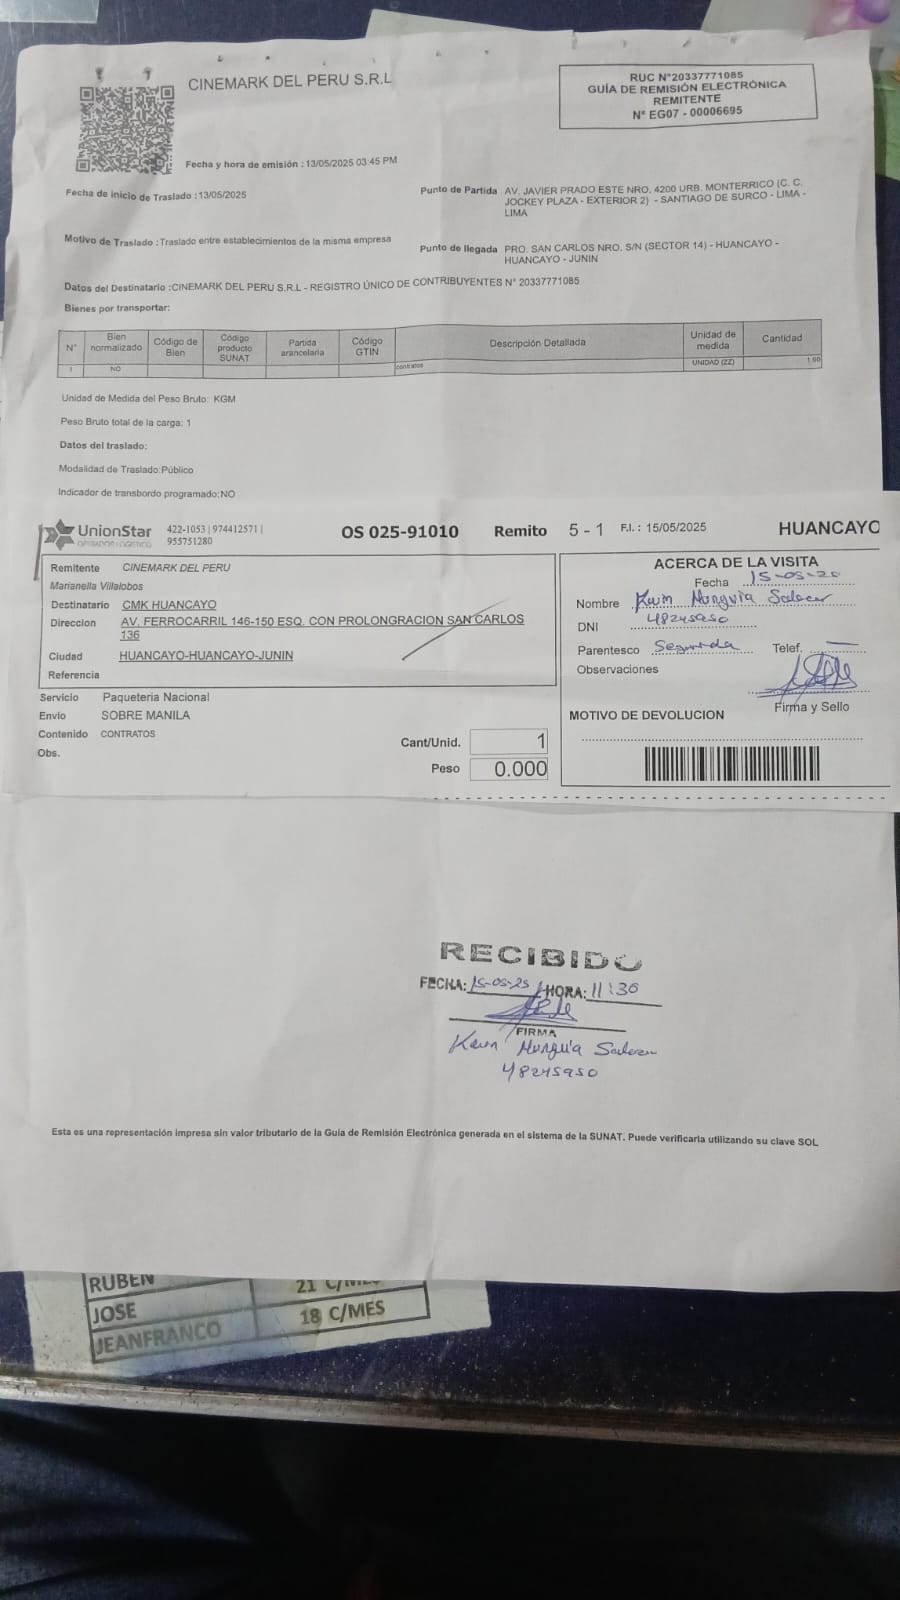 CINEMARK DEL PERU S.R.L
RUC N°20337771085
GUÍA DE REMISIÓN ELECTRÓNICA
REMITENTE
N° EG07 - 00006695
Fecha y hora de emisión : 13/05/2025 03:45 PM
Fecha de inicio de Traslado : 13/05/2025
Punto de Partida AV. JAVIER PRADO ESTE NRO. 4200 URB. MONTERRICO (C. C.
JOCKEY PLAZA - EXTERIOR 2) - SANTIAGO DE SURCO - LIMA -
LIMA
Motivo de Traslado : Traslado entre establecimientos de la misma empresa
Punto de llegada PRO. SAN CARLOS NRO. S/N (SECTOR 14) - HUANCAYO -
HUANCAYO - JUNIN
Datos del Destinatario :CINEMARK DEL PERU S.R.L - REGISTRO ÚNICO DE CONTRIBUYENTES N° 20337771085
Bienes por transportar:
N° Bien normalizado Código de Bien Código producto SUNAT Partida arancelaria Código GTIN Descripción Detallada Unidad de medida Cantidad
1 NO contratos UNIDAD (ZZ) 1.00
Unidad de Medida del Peso Bruto: KGM
Peso Bruto total de la carga: 1
Datos del traslado:
Modalidad de Traslado:Público
Indicador de transbordo programado:NO
UnionStar 422-1053 | 974412571 |
OPERADOR LOGISTICO 955751280
OS 025-91010 Remito 5 - 1 F.I. : 15/05/2025 HUANCAYO
Remitente CINEMARK DEL PERU
Marianella Villalobos
Destinatario CMK HUANCAYO
Direccion AV. FERROCARRIL 146-150 ESQ. CON PROLONGRACION SAN CARLOS
136
Ciudad HUANCAYO-HUANCAYO-JUNIN
Referencia
Servicio Paqueteria Nacional
Envio SOBRE MANILA
Contenido CONTRATOS
Obs.
Cant/Unid. 1
Peso 0.000
ACERCA DE LA VISITA
Fecha 15-05-20
Nombre Munguía
DNI 48245950
Parentesco Segurida Telef.
Observaciones
Firma y Sello
MOTIVO DE DEVOLUCION
RECIBIDO
FECHA: 15-05-25 HORA: 11:30
FIRMA
Munguía
48245950
Esta es una representación impresa sin valor tributario de la Guía de Remisión Electrónica generada en el sistema de la SUNAT. Puede verificarla utilizando su clave SOL
RUBEN 21 C/MES
JOSE 18 C/MES
JEANFRANCO